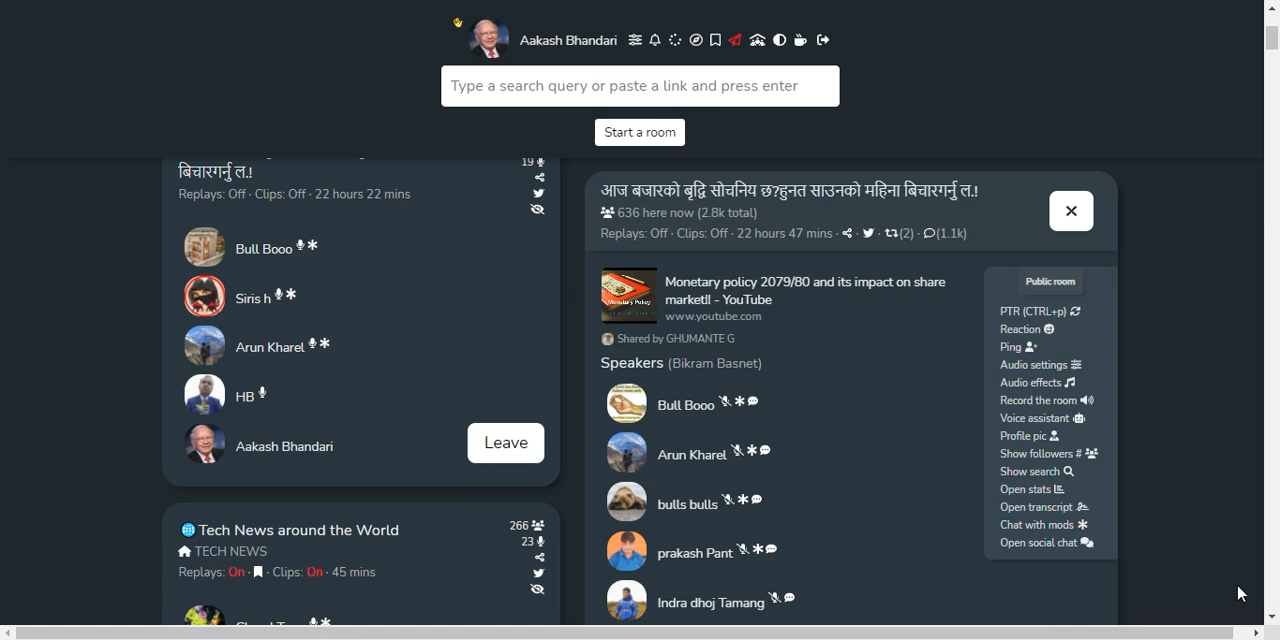 Aakash Bhandari
Type a search query or paste a link and press enter
Start a room
बिचारगर्नु ल.!
19
Replays: Off · Clips: Off · 22 hours 22 mins
Bull Booo
Siris h
Arun Kharel
HB
Aakash Bhandari
Leave
Tech News around the World
266
TECH NEWS
23
Replays: On · Clips: On · 45 mins
आज बजारको बृद्वि सोचनिय छ?हुनत साउनको महिना बिचारगर्नु ल.!
636 here now (2.8k total)
Replays: Off · Clips: Off · 22 hours 47 mins · · · (2) · (1.1k)
Monetary policy 2079/80 and its impact on share
market!! - YouTube
www.youtube.com
Shared by GHUMANTE G
Speakers (Bikram Basnet)
Bull Booo
Arun Kharel
bulls bulls
prakash Pant
Indra dhoj Tamang
Public room
PTR (CTRL+p)
Reaction
Ping
Audio settings
Audio effects
Record the room
Voice assistant
Profile pic
Show followers #
Show search
Open stats
Open transcript
Chat with mods
Open social chat